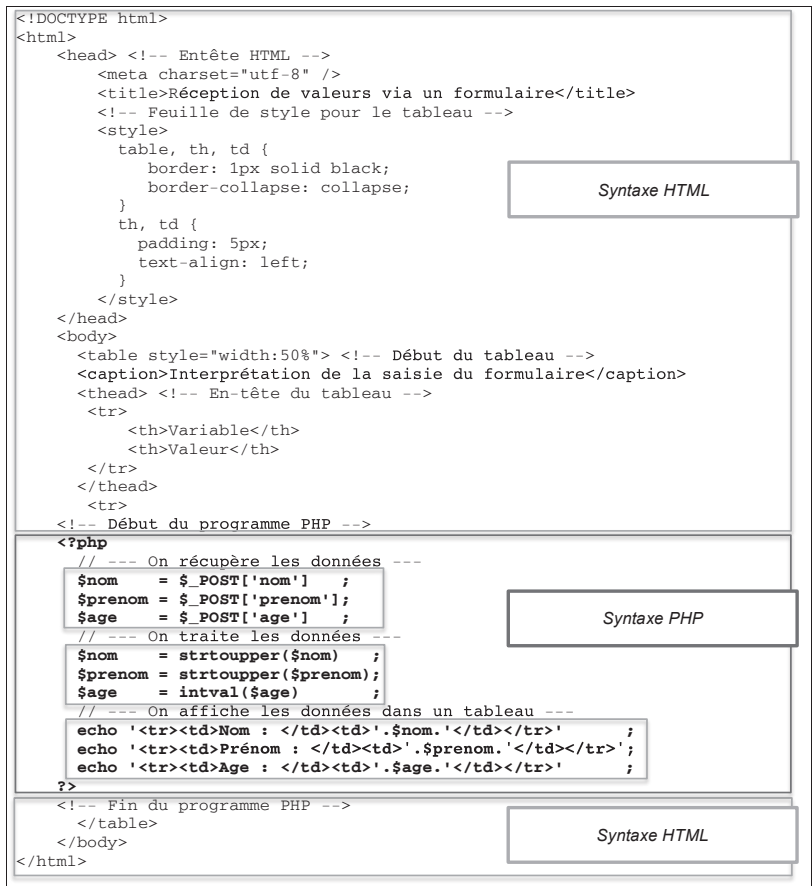 <!DOCTYPE html>
<html>
    <head> <!-- Entête HTML -->
        <meta charset="utf-8" />
        <title>Réception de valeurs via un formulaire</title>
        <!-- Feuille de style pour le tableau -->
        <style>
          table, th, td {
             border: 1px solid black;
             border-collapse: collapse;
Syntaxe HTML
          }
          th, td {
            padding: 5px;
            text-align: left;
          }
        </style>
    </head>
    <body>
      <table style="width:50%"> <!-- Début du tableau -->
      <caption>Interprétation de la saisie du formulaire</caption>
      <thead> <!-- En-tête du tableau -->
       <tr>
           <th>Variable</th>
           <th>Valeur</th>
       </tr>
      </thead>
       <tr>
    <!-- Début du programme PHP -->
    <?php
      // --- On récupère les données ---
      $nom    = $_POST['nom']   ;
      $prenom = $_POST['prenom'];
      $age    = $_POST['age']   ;
Syntaxe PHP
      // --- On traite les données ---
      $nom    = strtoupper($nom)   ;
      $prenom = strtoupper($prenom);
      $age    = intval($age)       ;
      // --- On affiche les données dans un tableau ---
      echo '<tr><td>Nom : </td><td>'.$nom.'</td></tr>'      ;
      echo '<tr><td>Prénom : </td><td>'.$prenom.'</td></tr>';
      echo '<tr><td>Age : </td><td>'.$age.'</td></tr>'      ;
    ?>
    <!-- Fin du programme PHP -->
      </table>
    </body>
Syntaxe HTML
</html>